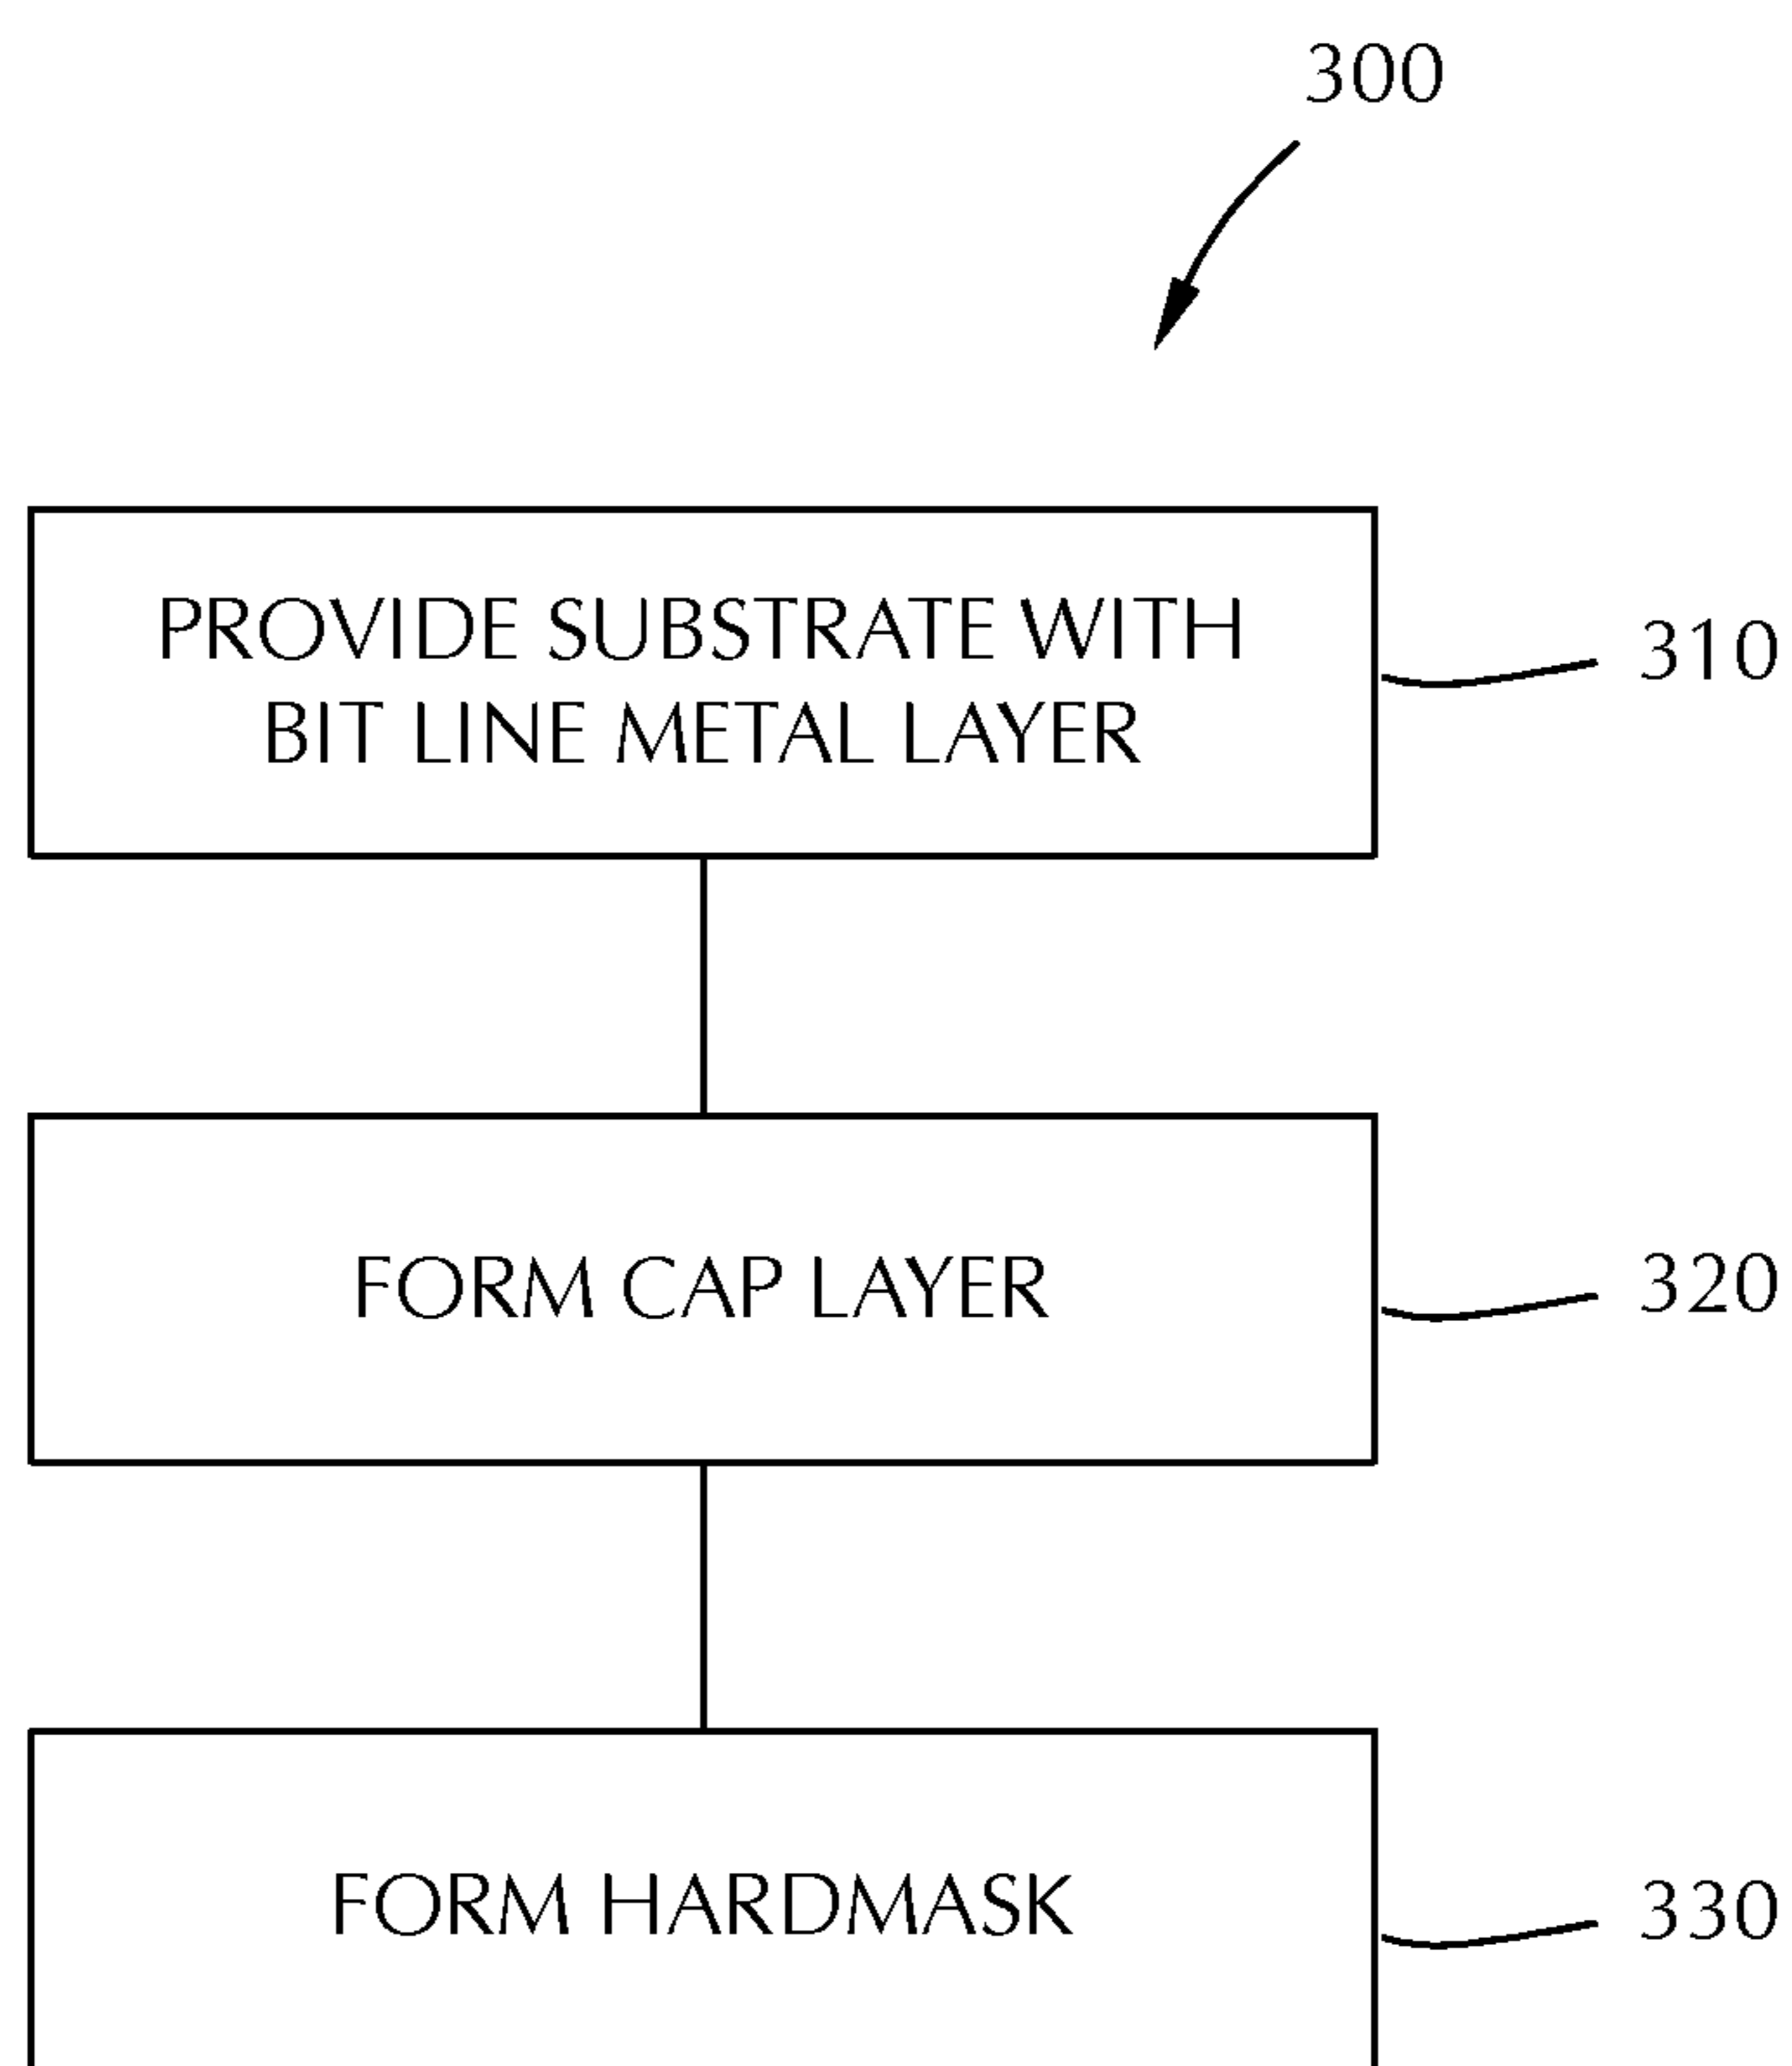 300
PROVIDE SUBSTRATE WITH
BIT LINE METAL LAYER
310
FORM CAP LAYER
320
FORM HARDMASK
330